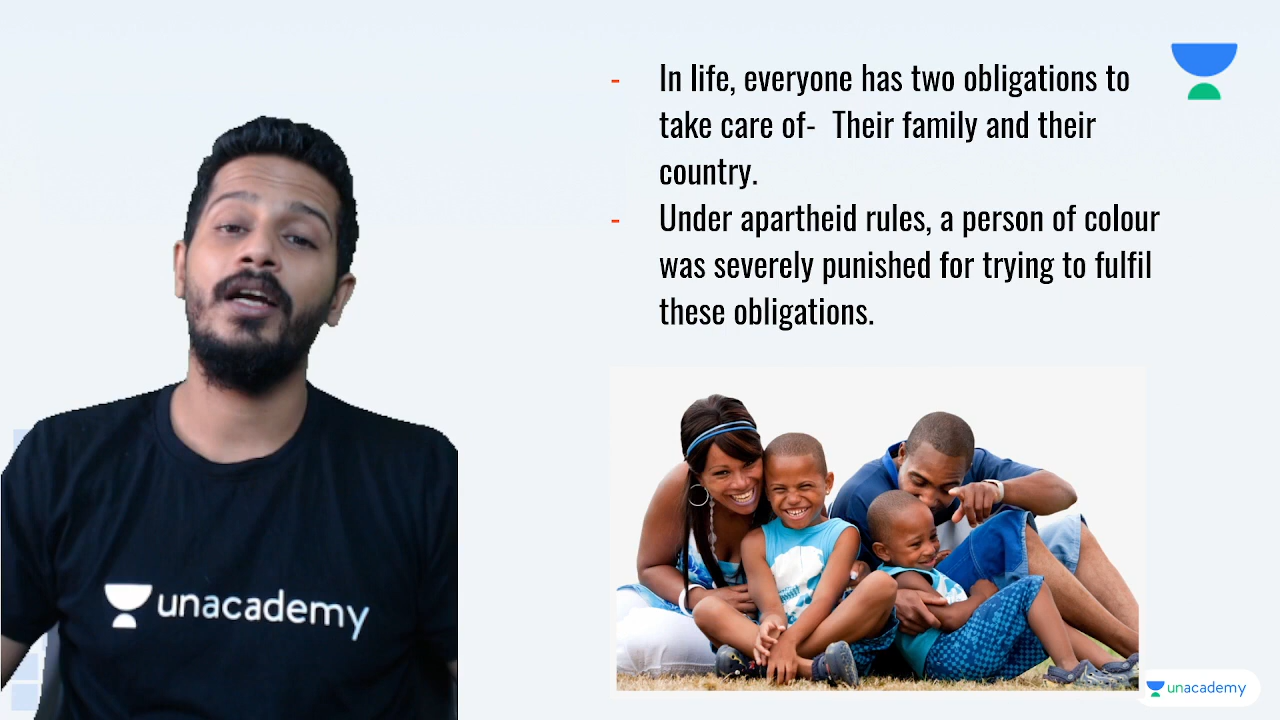 - In life, everyone has two obligations to
take care of-  Their family and their
country.
- Under apartheid rules, a person of colour
was severely punished for trying to fulfil
these obligations.
unacademy
unacademy